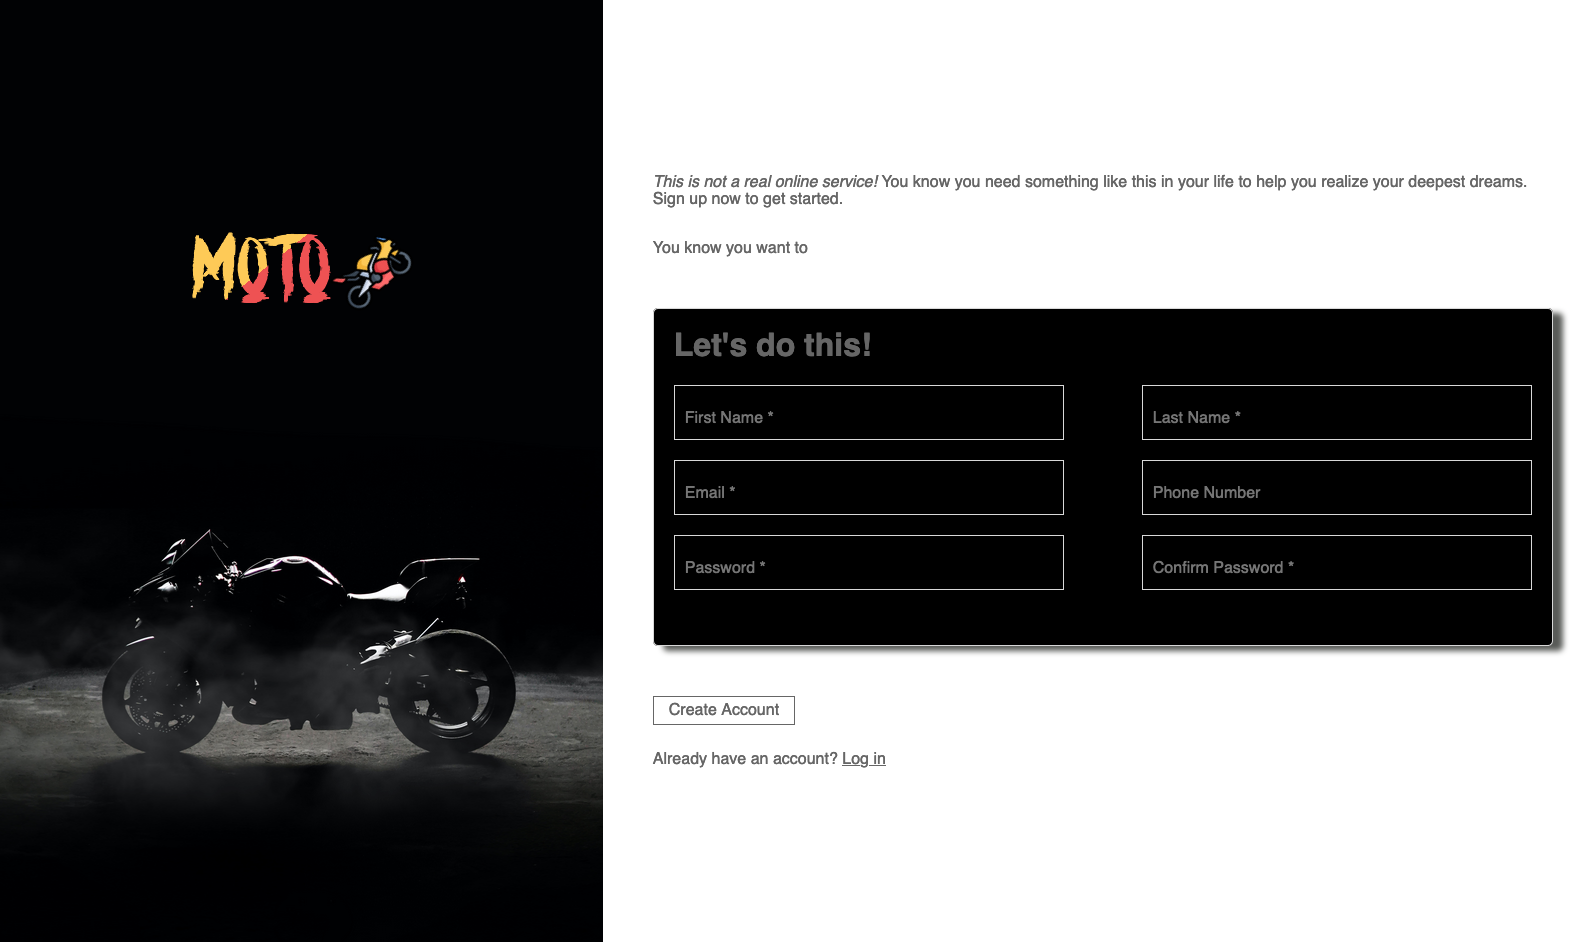 MOTO
This is not a real online service! You know you need something like this in your life to help you realize your deepest dreams.
Sign up now to get started.
You know you want to
Let's do this!
First Name *
Last Name *
Email *
Phone Number
Password *
Confirm Password *
Create Account
Already have an account? Log in